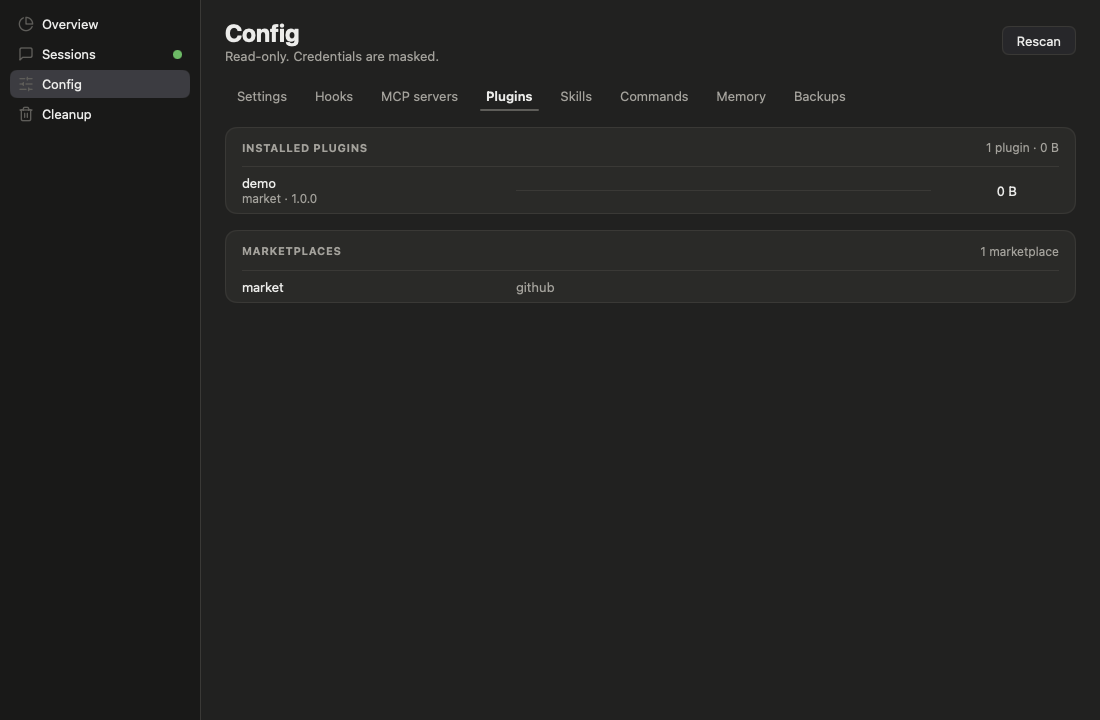 Overview
Sessions
Config
Cleanup
Config
Read-only. Credentials are masked.
Rescan
Settings Hooks MCP servers Plugins Skills Commands Memory Backups
INSTALLED PLUGINS 1 plugin · 0 B
demo
market · 1.0.0
0 B
MARKETPLACES 1 marketplace
market github